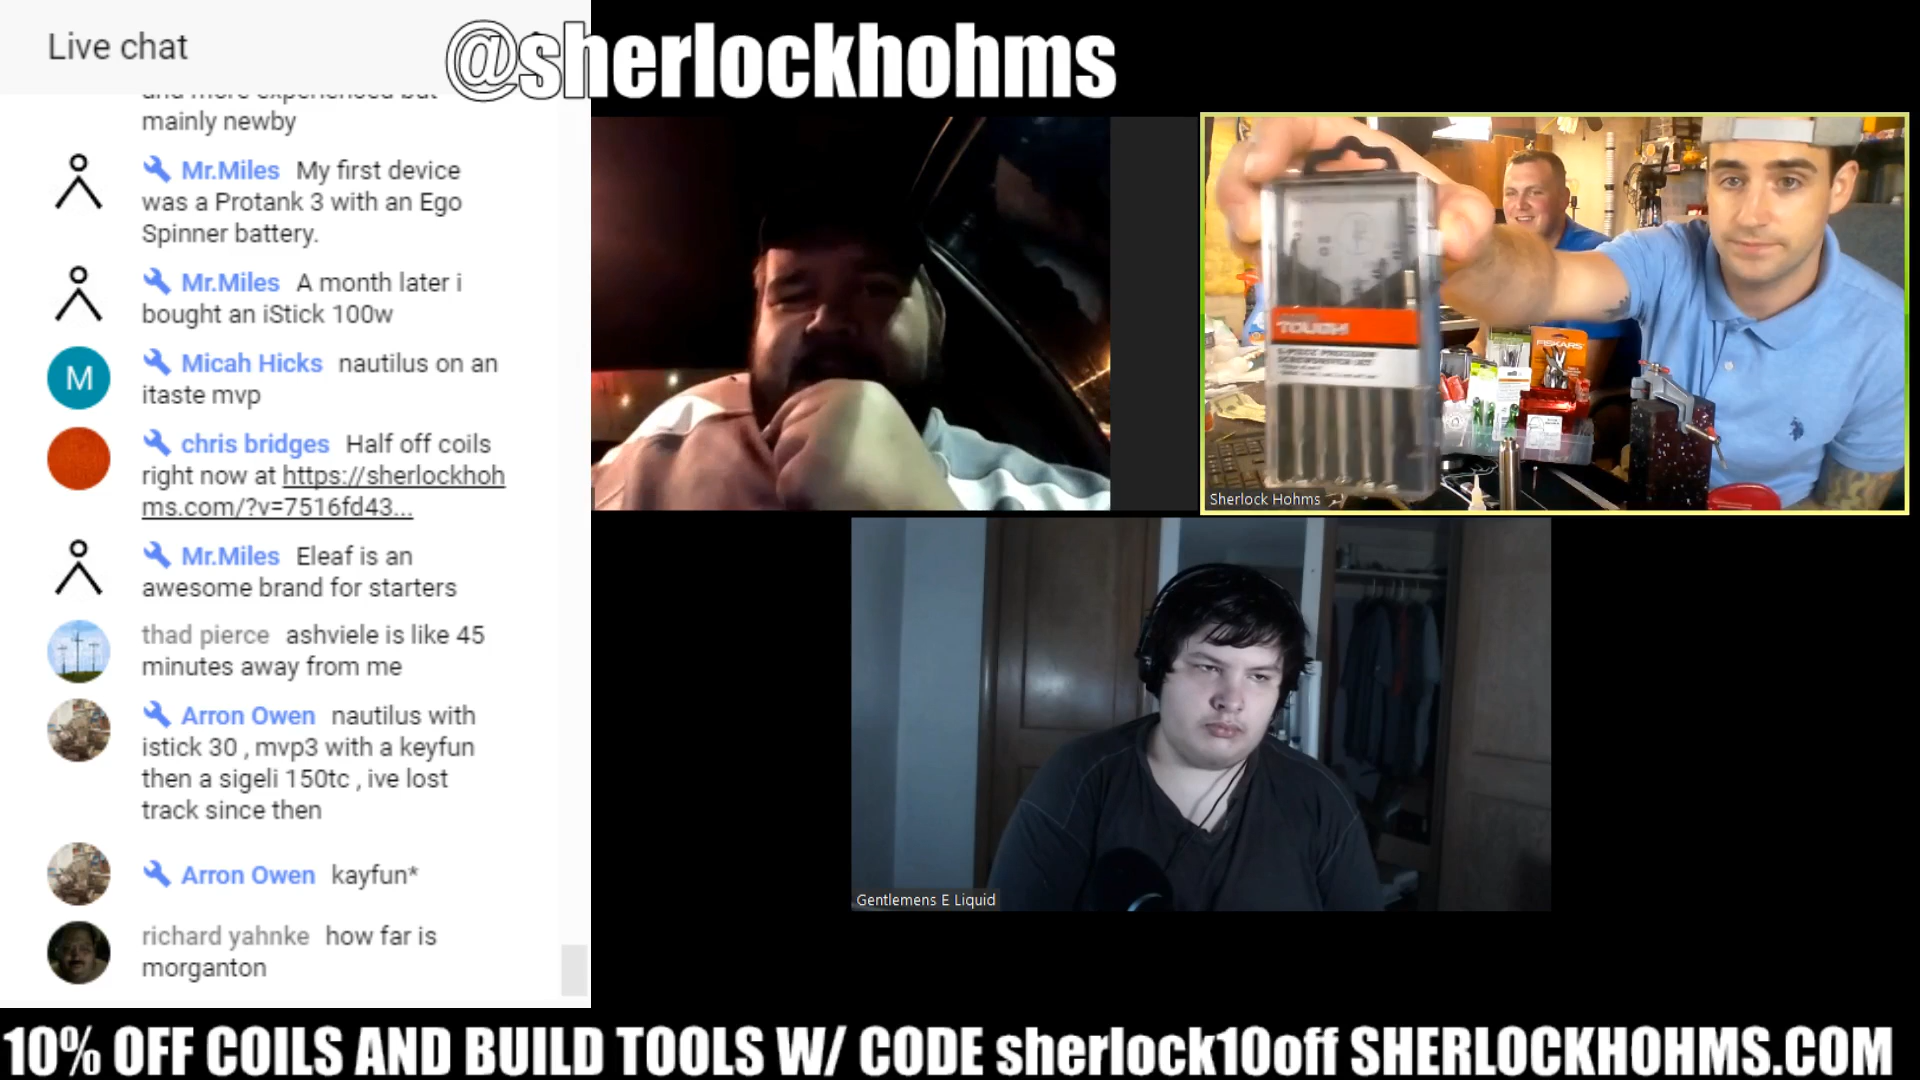 Live chat
@sherlockhohms
mainly newby
Mr.Miles My first device
was a Protank 3 with an Ego
Spinner battery.
Mr.Miles A month later i
bought an iStick 100w
M
Micah Hicks nautilus on an
itaste mvp
chris bridges Half off coils
right now at https://sherlockhoh
ms.com/?v=7516fd43...
Mr.Miles Eleaf is an
awesome brand for starters
thad pierce ashviele is like 45
minutes away from me
Arron Owen nautilus with
istick 30 , mvp3 with a keyfun
then a sigeli 150tc , ive lost
track since then
Arron Owen kayfun*
richard yahnke how far is
morganton
TOUGH
FISKARS
Sherlock Hohms
Gentlemens E Liquid
10% OFF COILS AND BUILD TOOLS W/ CODE sherlock10off SHERLOCKHOHMS.COM